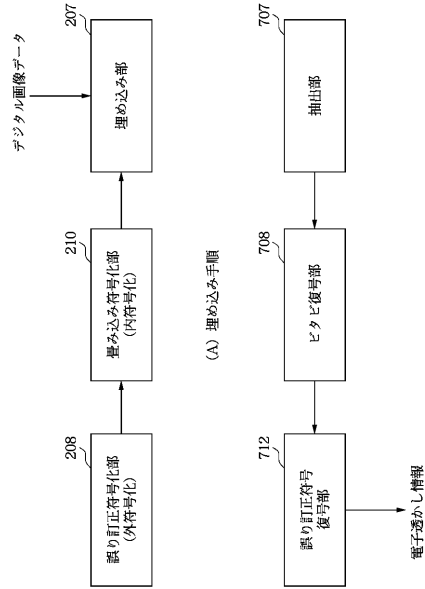 デジタル画像データ
208
誤り訂正符号化部
(外符号化)
210
畳み込み符号化部
(内符号化)
207
埋め込み部
(A) 埋め込み手順
712
誤り訂正符号
復号部
708
ビタビ復号部
707
抽出部
電子透かし情報